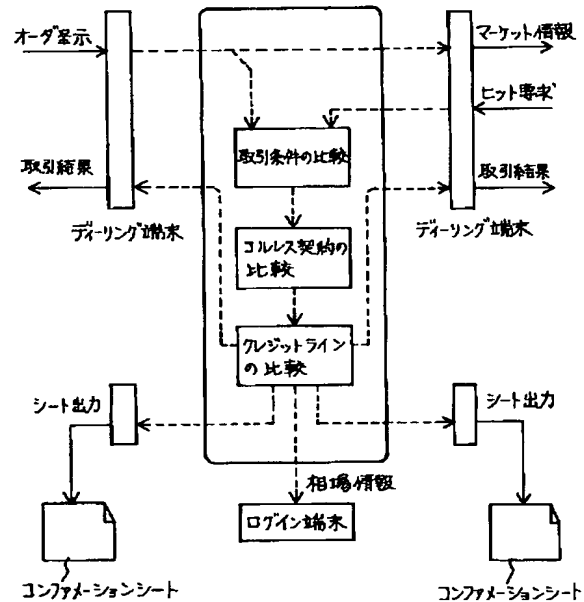 オーダ呈示
マーケット情報
ヒット要求
取引条件の比較
取引結果
取引結果
ディーリング端末
ディーリング端末
コルレス契約の
比較
クレジットライン
の比較
シート出力
シート出力
相場情報
ログイン端末
コンファメーションシート
コンファメーションシート